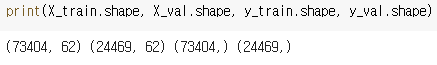 print(X_train.shape, X_val.shape, y_train.shape, y_val.shape)
(73404, 62) (24469, 62) (73404,) (24469,)